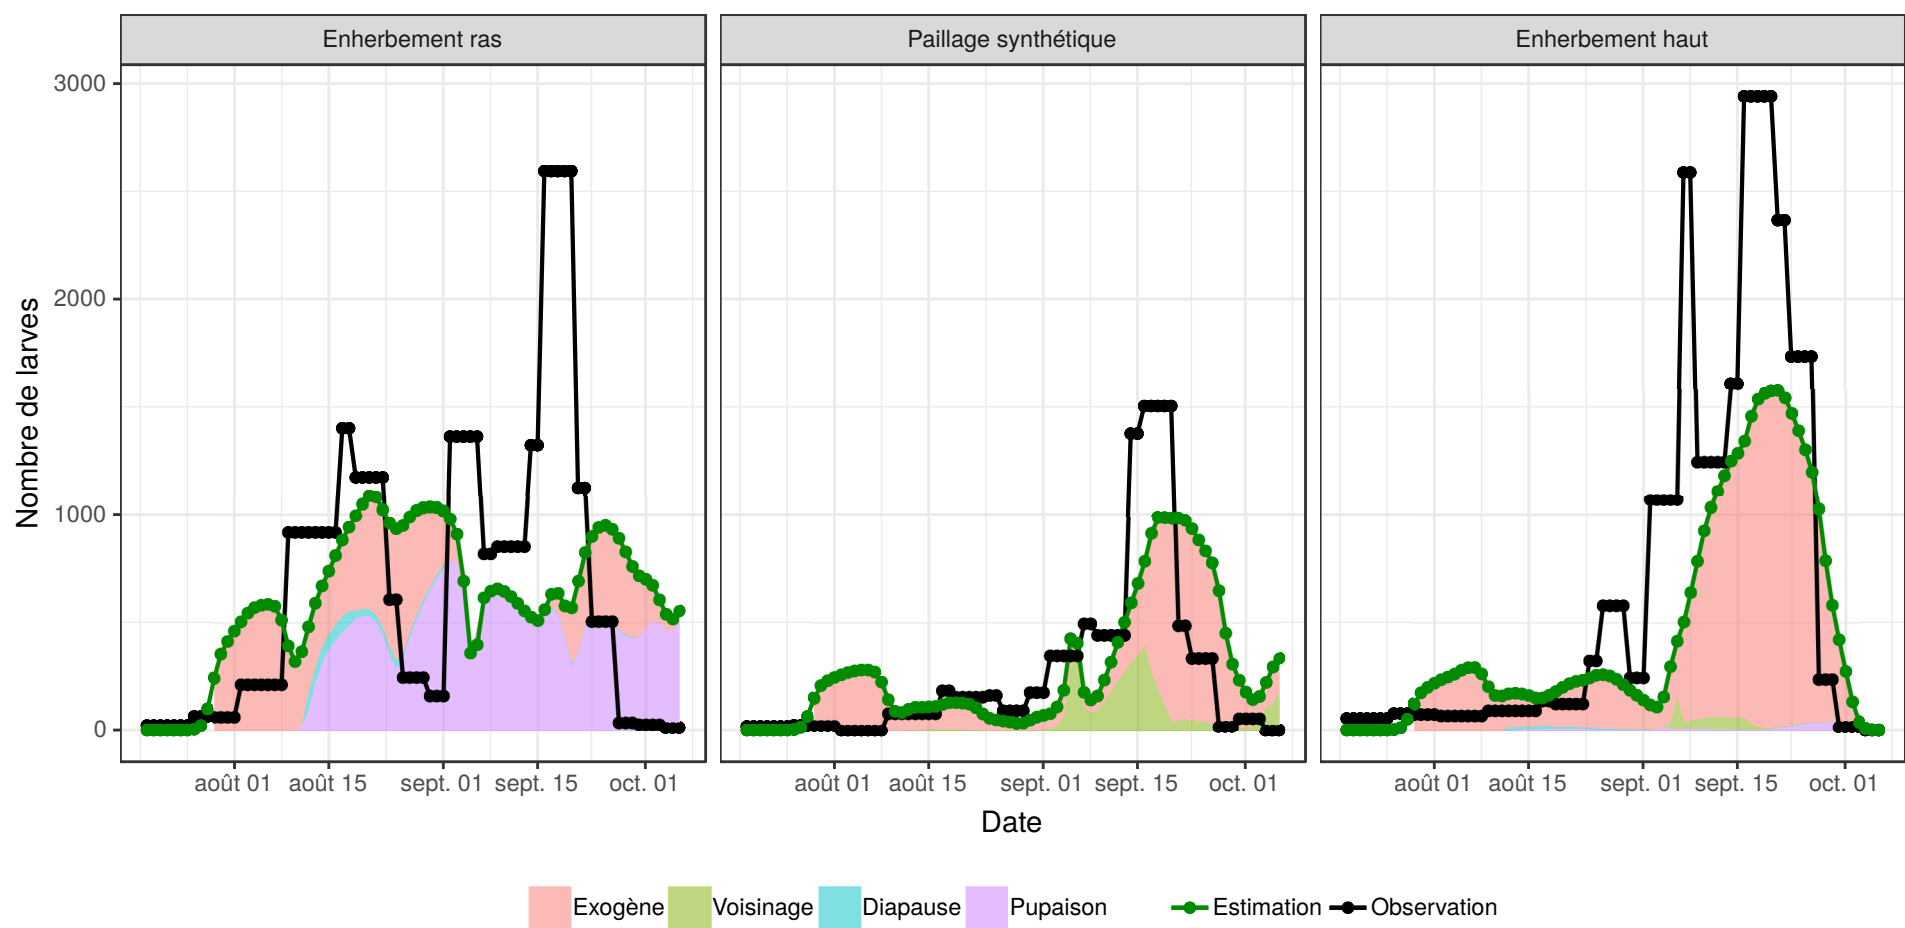 Enherbement ras
Paillage synthétique
Enherbement haut
Nombre de larves
3000
2000
1000
0
août 01 août 15 sept. 01 sept. 15 oct. 01
août 01 août 15 sept. 01 sept. 15 oct. 01
août 01 août 15 sept. 01 sept. 15 oct. 01
Date
Exogène Voisinage Diapause Pupaison Estimation Observation